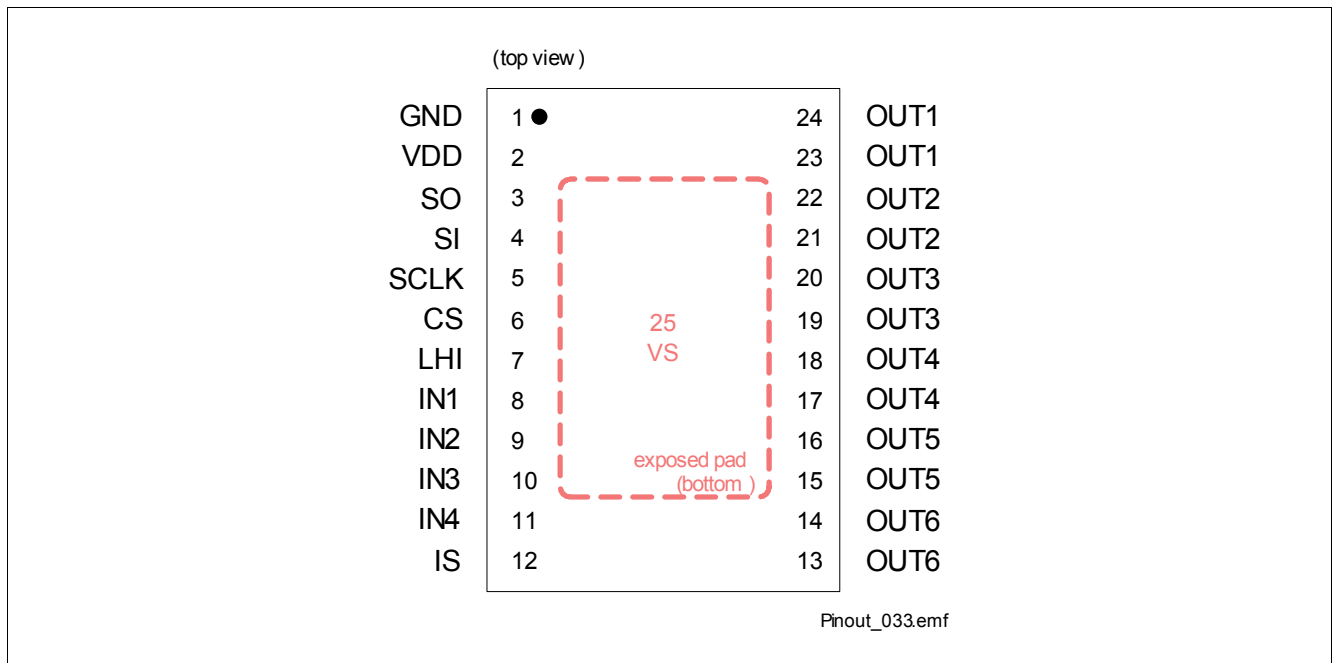 (top view )
GND 1 24 OUT1
VDD 2 23 OUT1
SO 3 22 OUT2
SI 4 21 OUT2
SCLK 5 20 OUT3
CS 6 25 19 OUT3
LHI 7 VS 18 OUT4
IN1 8 17 OUT4
IN2 9 16 OUT5
exposed pad
IN3 10 (bottom ) 15 OUT5
IN4 11 14 OUT6
IS 12 13 OUT6
Pinout_033.emf